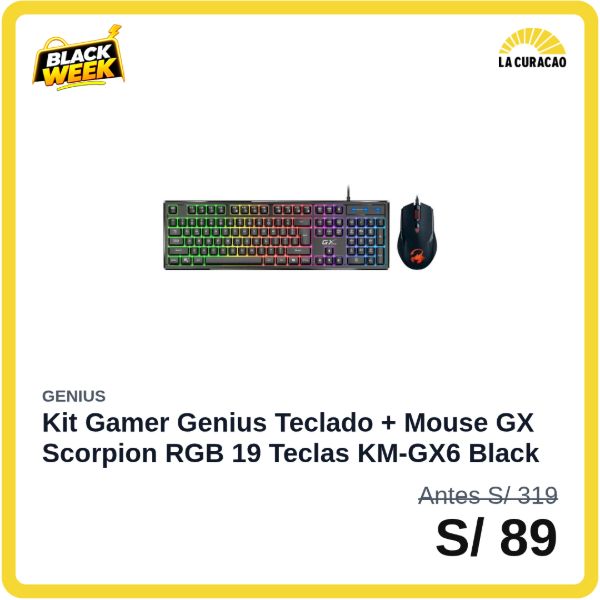 BLACK
WEEK
LA CURACAO
GX
GENIUS
Kit Gamer Genius Teclado + Mouse GX
Scorpion RGB 19 Teclas KM-GX6 Black
Antes S/ 319
S/ 89